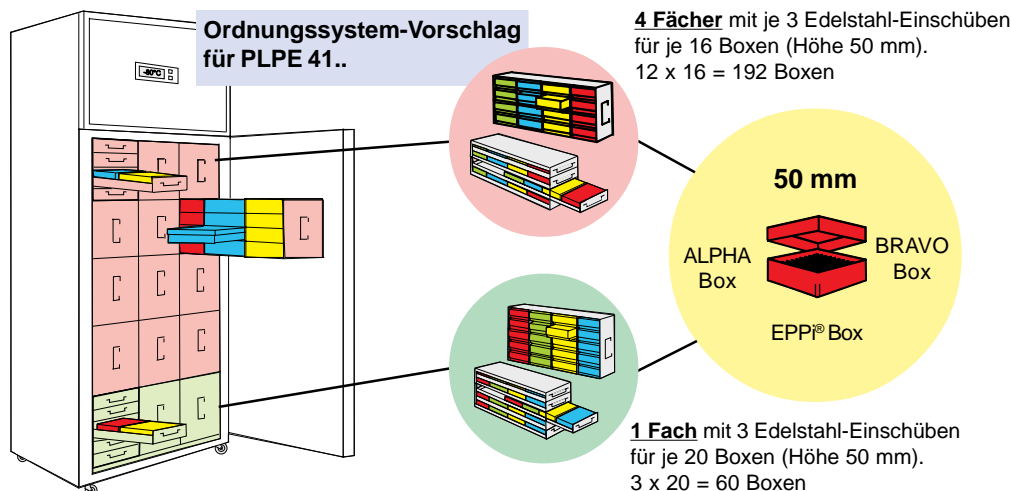 Ordnungssystem-Vorschlag
für PLPE 41..
-80°C
4 Fächer mit je 3 Edelstahl-Einschüben
für je 16 Boxen (Höhe 50 mm).
12 x 16 = 192 Boxen
50 mm
ALPHA
Box
BRAVO
Box
EPPi® Box
1 Fach mit 3 Edelstahl-Einschüben
für je 20 Boxen (Höhe 50 mm).
3 x 20 = 60 Boxen